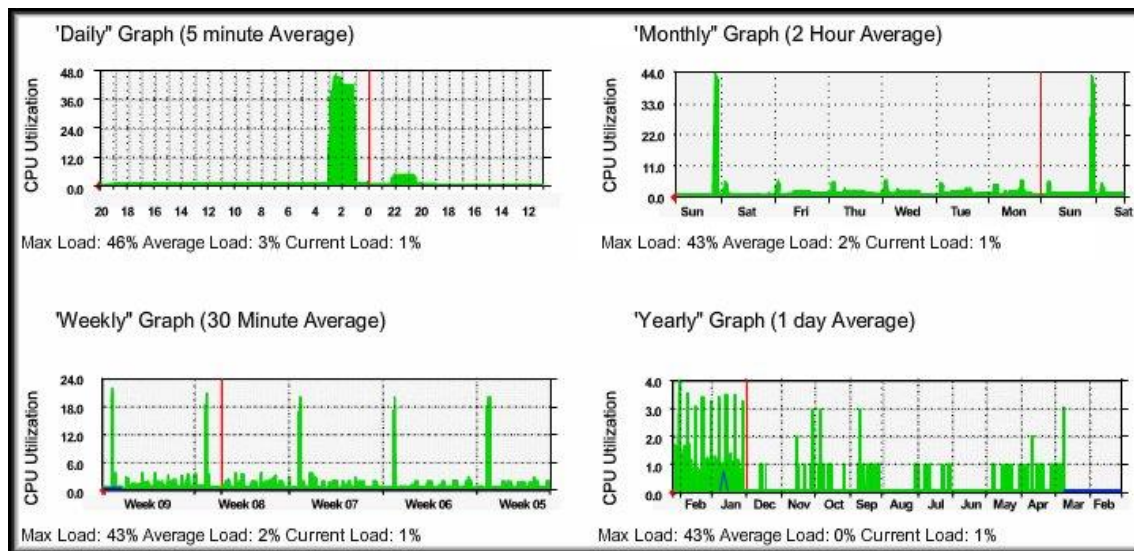 'Daily" Graph (5 minute Average)
CPU Utilization
48.0
36.0
24.0
12.0
0.0
20 18 16 14 12 10 8 6 4 2 0 22 20 18 16 14 12
Max Load: 46% Average Load: 3% Current Load: 1%
'Monthly" Graph (2 Hour Average)
CPU Utilization
44.0
33.0
22.0
11.0
0.0
Sun Sat Fri Thu Wed Tue Mon Sun Sat
Max Load: 43% Average Load: 2% Current Load: 1%
'Weekly" Graph (30 Minute Average)
CPU Utilization
24.0
18.0
12.0
6.0
0.0
Week 09 Week 08 Week 07 Week 06 Week 05
Max Load: 43% Average Load: 2% Current Load: 1%
'Yearly" Graph (1 day Average)
CPU Utilization
4.0
3.0
2.0
1.0
0.0
Feb Jan Dec Nov Oct Sep Aug Jul Jun May Apr Mar Feb
Max Load: 43% Average Load: 0% Current Load: 1%